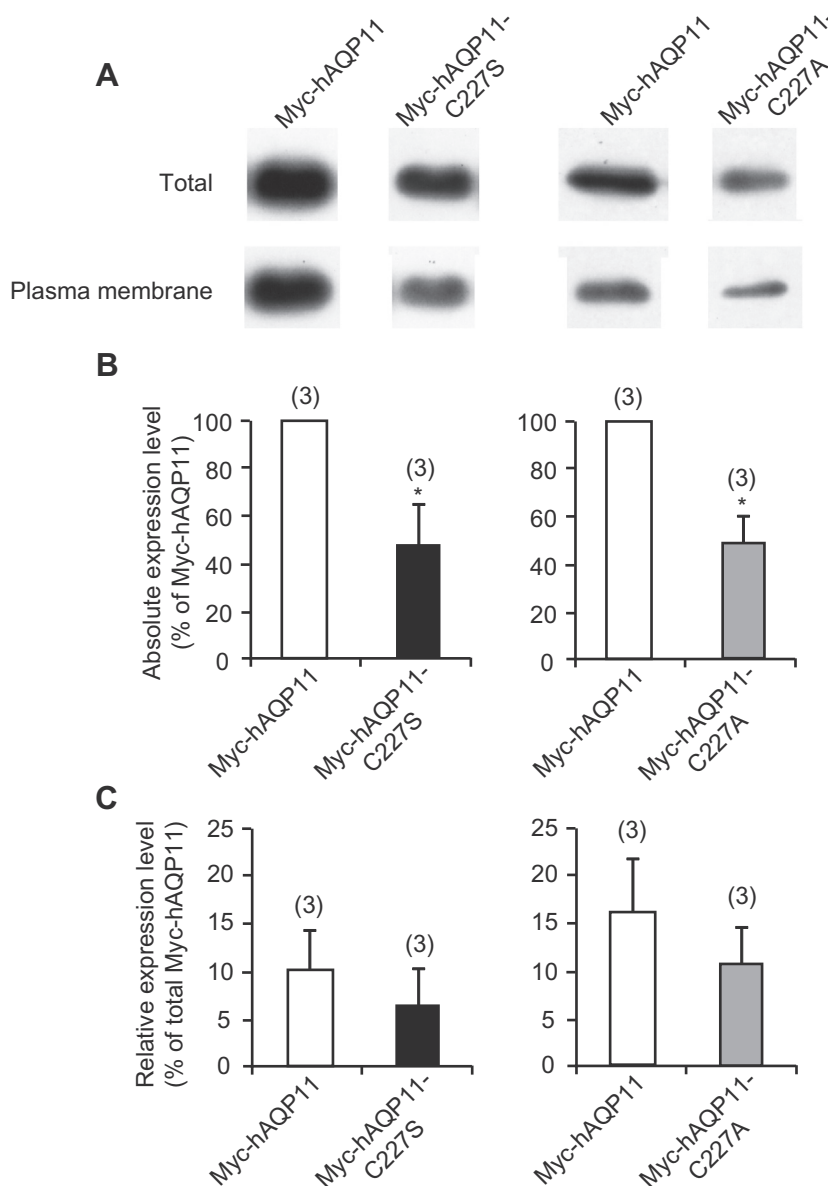 A
Myc-hAQP11
Myc-hAQP11-
C227S
Myc-hAQP11
Myc-hAQP11-
C227A
Total
Plasma membrane
B
Absolute expression level
(% of Myc-hAQP11)
100
80
60
40
20
0
(3)
(3)
*
Myc-hAQP11
Myc-hAQP11-
C227S
100
80
60
40
20
0
(3)
(3)
*
Myc-hAQP11
Myc-hAQP11-
C227A
C
Relative expression level
(% of total Myc-hAQP11)
25
20
15
10
5
0
(3)
(3)
Myc-hAQP11
Myc-hAQP11-
C227S
25
20
15
10
5
0
(3)
(3)
Myc-hAQP11
Myc-hAQP11-
C227A